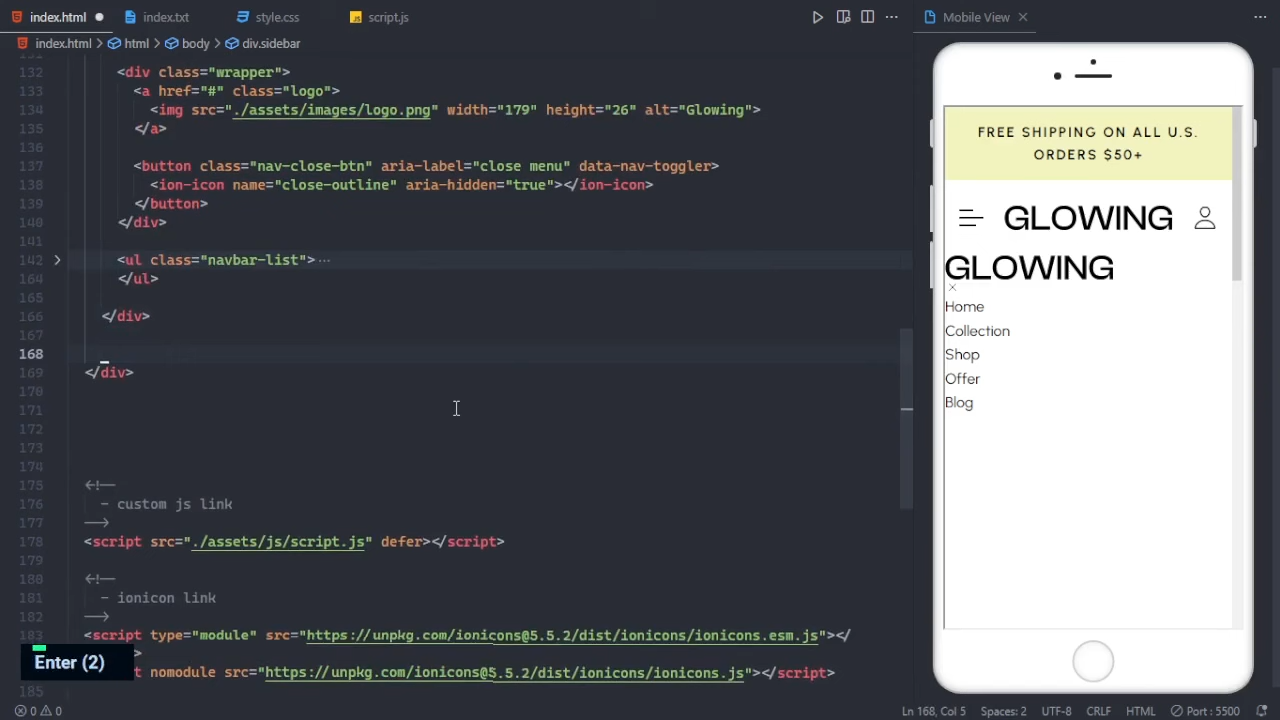 index.html
index.txt
style.css
JS script.js
Mobile View
index.html > html > body > div.sidebar
131
132 <div class="wrapper">
133 <a href="#" class="logo">
134 <img src="./assets/images/logo.png" width="179" height="26" alt="Glowing">
135 </a>
136
137 <button class="nav-close-btn" aria-label="close menu" data-nav-toggler>
138 <ion-icon name="close-outline" aria-hidden="true"></ion-icon>
139 </button>
140 </div>
141
142 <ul class="navbar-list"> ···
164 </ul>
165
166 </div>
167
168
169 </div>
170
171
172
173
174
175 <!--
176 - custom js link
177 -->
178 <script src="./assets/js/script.js" defer></script>
179
180 <!--
181 - ionicon link
182 -->
183 <script type="module" src="https://unpkg.com/ionicons@5.5.2/dist/ionicons/ionicons.esm.js"></
>
t nomodule src="https://unpkg.com/ionicons@5.5.2/dist/ionicons/ionicons.js"></script>
185
Enter (2)
FREE SHIPPING ON ALL U.S.
ORDERS $50+
GLOWING
GLOWING
Home
Collection
Shop
Offer
Blog
0 0
Ln 168, Col 5
Spaces: 2
UTF-8
CRLF
HTML
Port : 5500